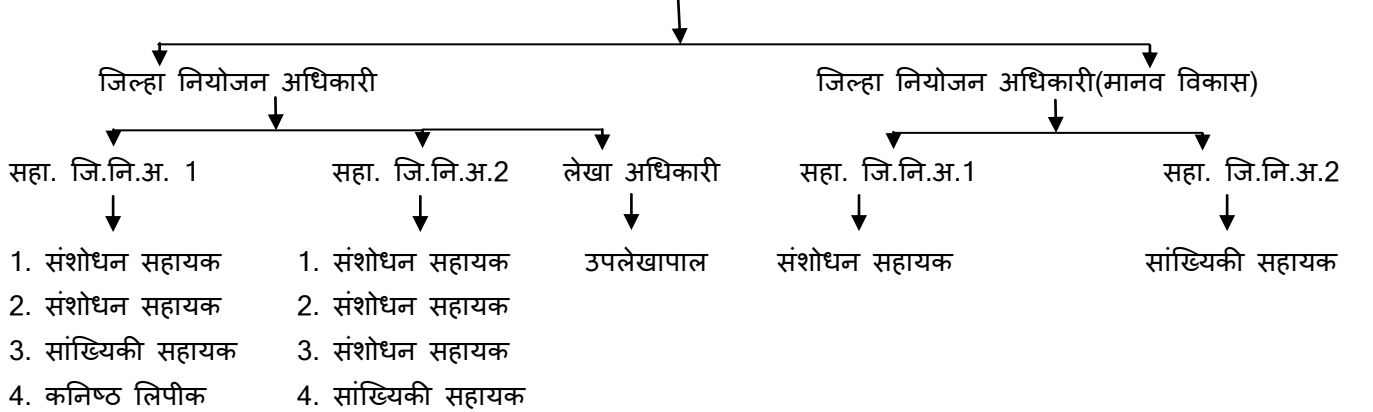 जिल्हा नियोजन अधिकारी जिल्हा नियोजन अधिकारी(मानव विकास)
सहा. जि.नि.अ. 1 सहा. जि.नि.अ.2 लेखा अधिकारी सहा. जि.नि.अ.1 सहा. जि.नि.अ.2
1. संशोधन सहायक 1. संशोधन सहायक उपलेखापाल संशोधन सहायक सांख्यिकी सहायक
2. संशोधन सहायक 2. संशोधन सहायक
3. सांख्यिकी सहायक 3. संशोधन सहायक
4. कनिष्ठ लिपीक 4. सांख्यिकी सहायक